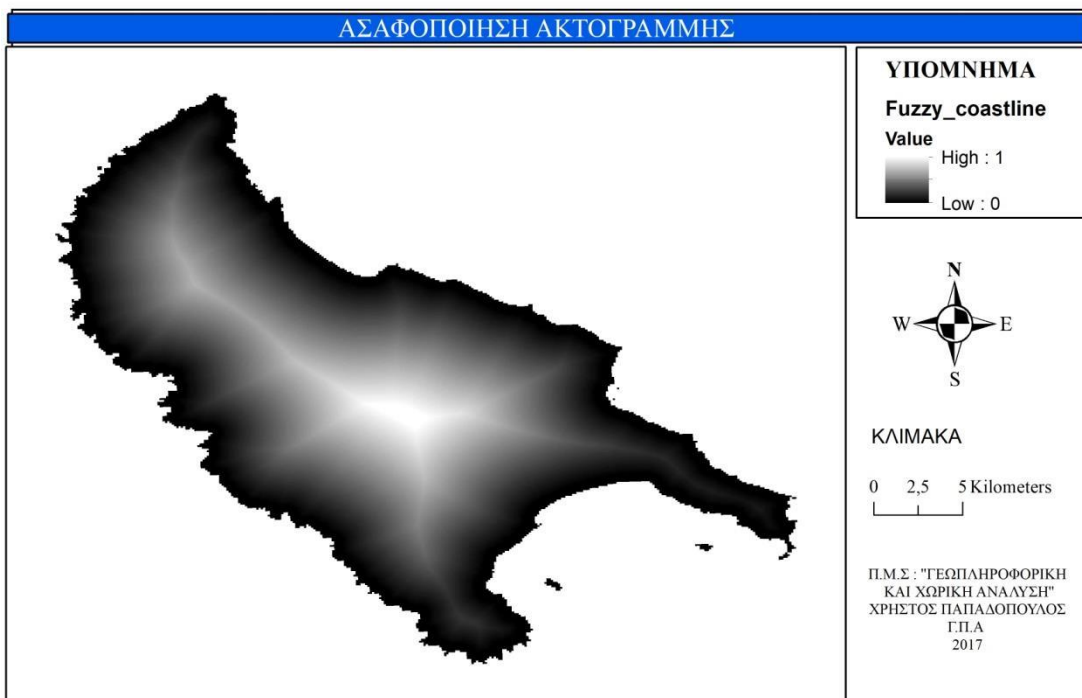 ΑΣΑΦΟΠΟΙΗΣΗ ΑΚΤΟΓΡΑΜΜΗΣ
ΥΠΟΜΝΗΜΑ
Fuzzy_coastline
Value
High : 1
Low : 0
N
W E
S
ΚΛΙΜΑΚΑ
0 2,5 5 Kilometers
Π.Μ.Σ : "ΓΕΩΠΛΗΡΟΦΟΡΙΚΗ
ΚΑΙ ΧΩΡΙΚΗ ΑΝΑΛΥΣΗ"
ΧΡΗΣΤΟΣ ΠΑΠΑΔΟΠΟΥΛΟΣ
Γ.Π.Α
2017